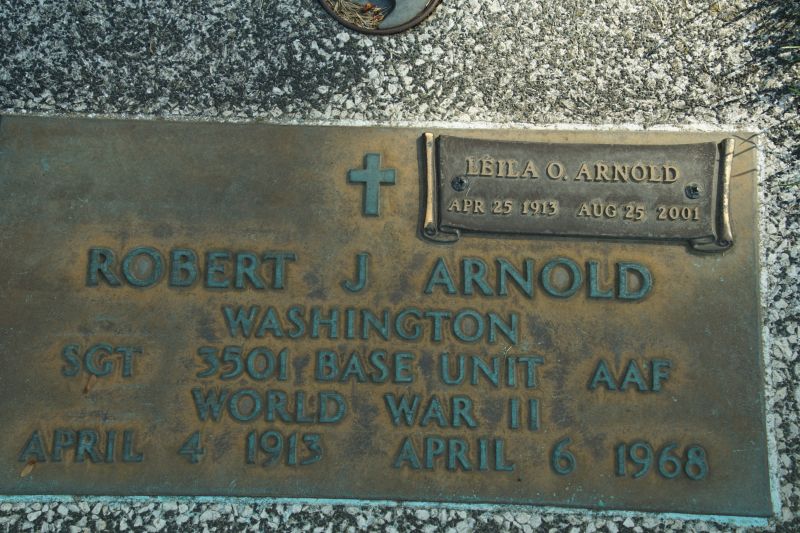 LEILA O. ARNOLD
APR 25 1913 AUG 25 2001
ROBERT J ARNOLD
WASHINGTON
SGT 3501 BASE UNIT AAF
WORLD WAR II
APRIL 4 1913 APRIL 6 1968